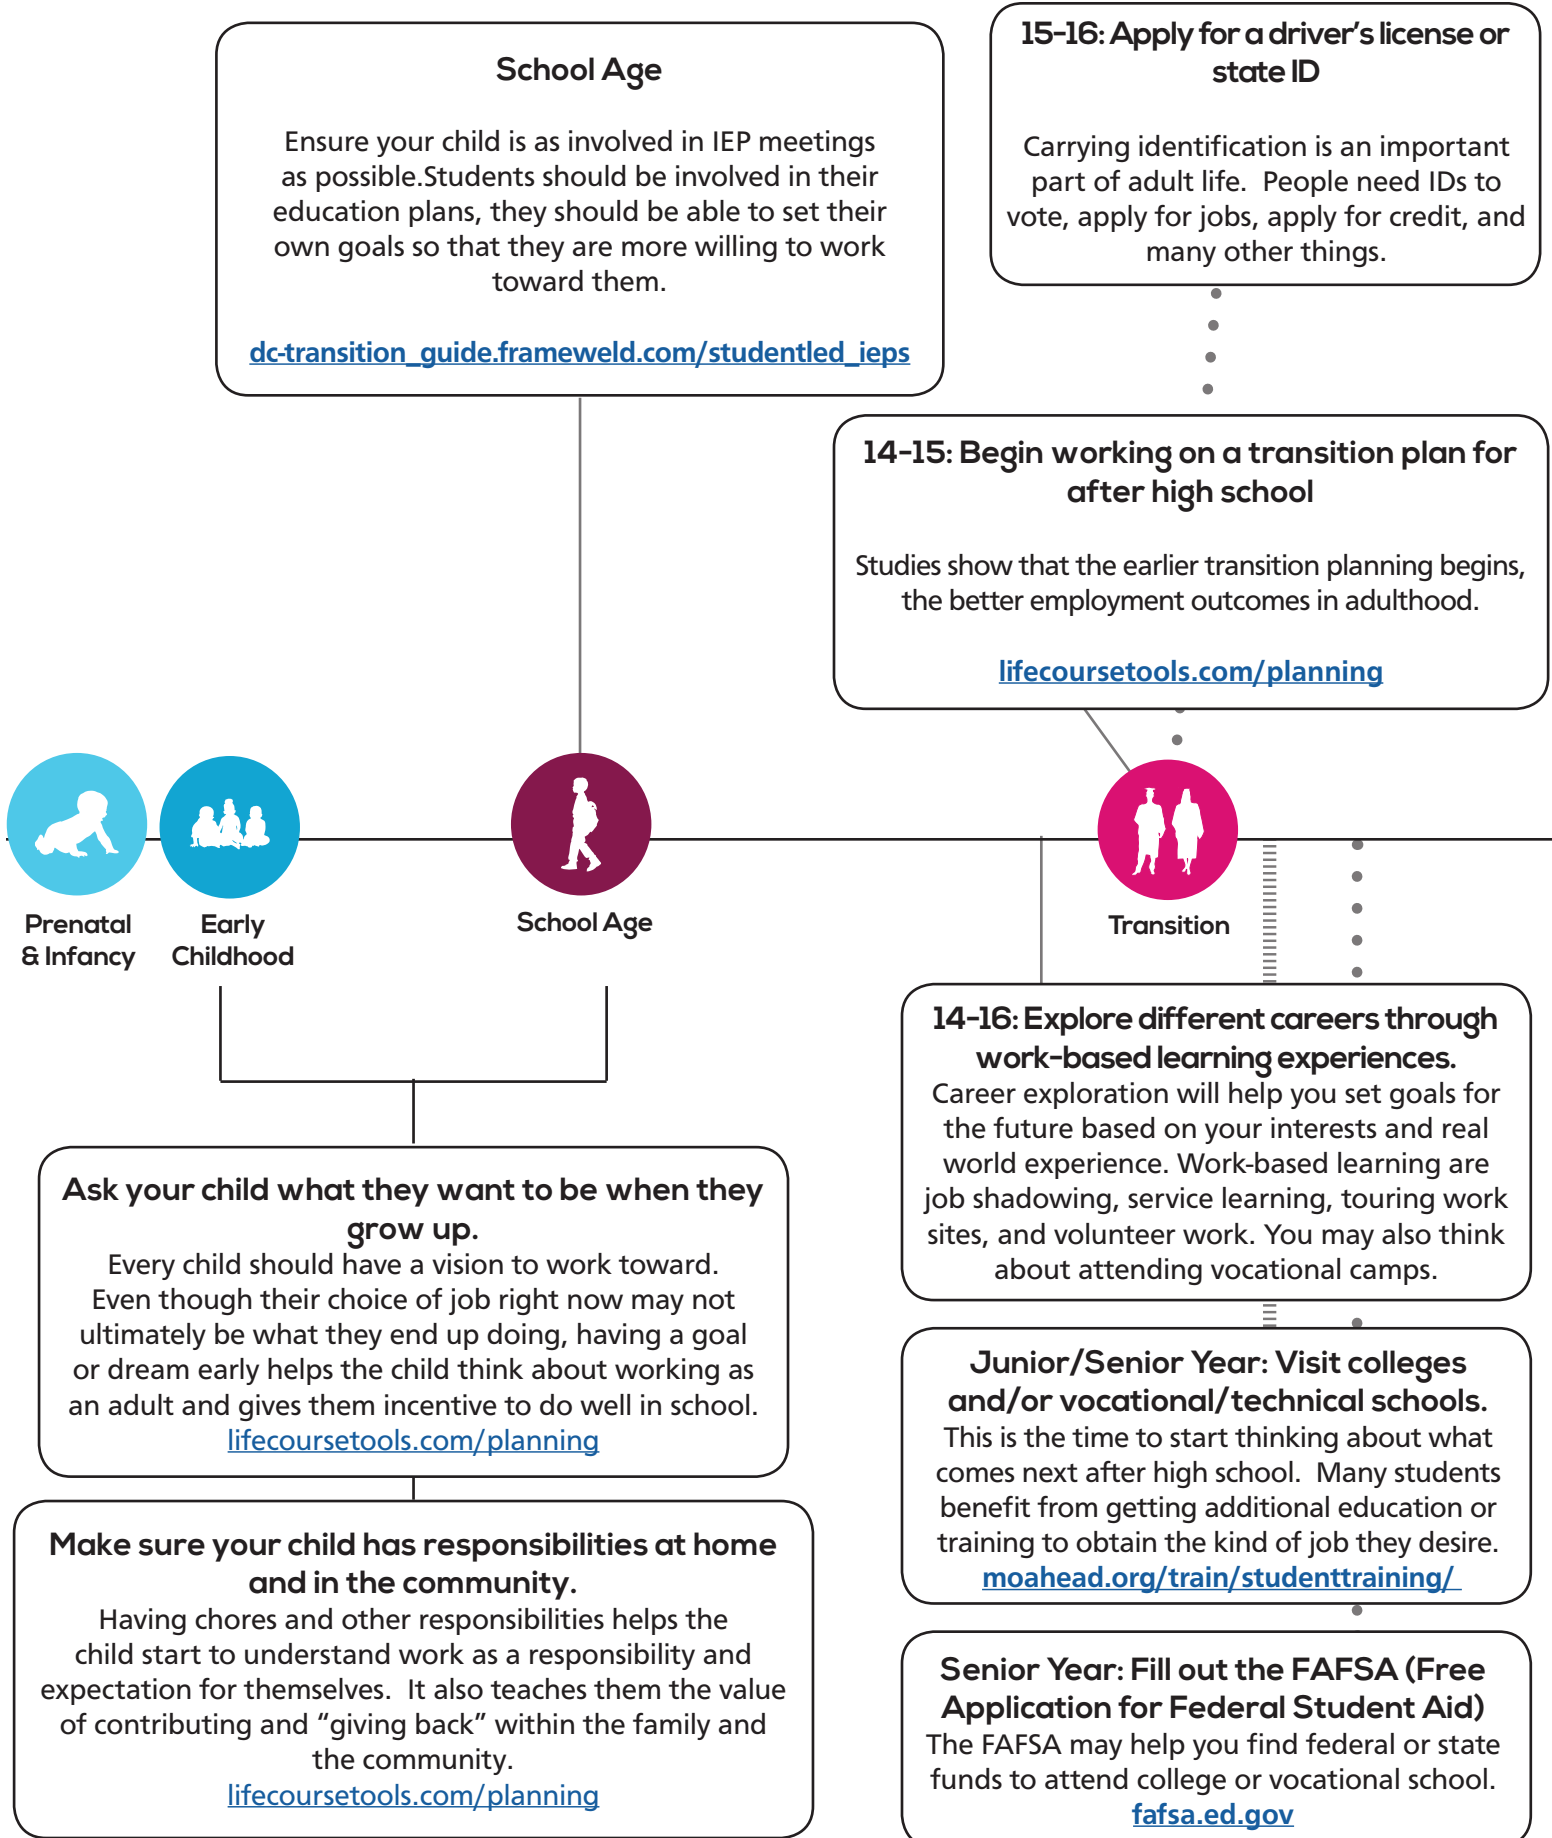 School Age
Ensure your child is as involved in IEP meetings
as possible.Students should be involved in their
education plans, they should be able to set their
own goals so that they are more willing to work
toward them.
dc-transition_guide.frameweld.com/studentled_ieps
15-16: Apply for a driver's license or
state ID
Carrying identification is an important
part of adult life.  People need IDs to
vote, apply for jobs, apply for credit, and
many other things.
14-15: Begin working on a transition plan for
after high school
Studies show that the earlier transition planning begins,
the better employment outcomes in adulthood.
lifecoursetools.com/planning
Prenatal
& Infancy
Early
Childhood
School Age
Transition
Ask your child what they want to be when they
grow up.
Every child should have a vision to work toward.
Even though their choice of job right now may not
ultimately be what they end up doing, having a goal
or dream early helps the child think about working as
an adult and gives them incentive to do well in school.
lifecoursetools.com/planning
Make sure your child has responsibilities at home
and in the community.
Having chores and other responsibilities helps the
child start to understand work as a responsibility and
expectation for themselves.  It also teaches them the value
of contributing and “giving back” within the family and
the community.
lifecoursetools.com/planning
14-16: Explore different careers through
work-based learning experiences.
Career exploration will help you set goals for
the future based on your interests and real
world experience. Work-based learning are
job shadowing, service learning, touring work
sites, and volunteer work. You may also think
about attending vocational camps.
Junior/Senior Year: Visit colleges
and/or vocational/technical schools.
This is the time to start thinking about what
comes next after high school.  Many students
benefit from getting additional education or
training to obtain the kind of job they desire.
moahead.org/train/studenttraining/
Senior Year: Fill out the FAFSA (Free
Application for Federal Student Aid)
The FAFSA may help you find federal or state
funds to attend college or vocational school.
fafsa.ed.gov